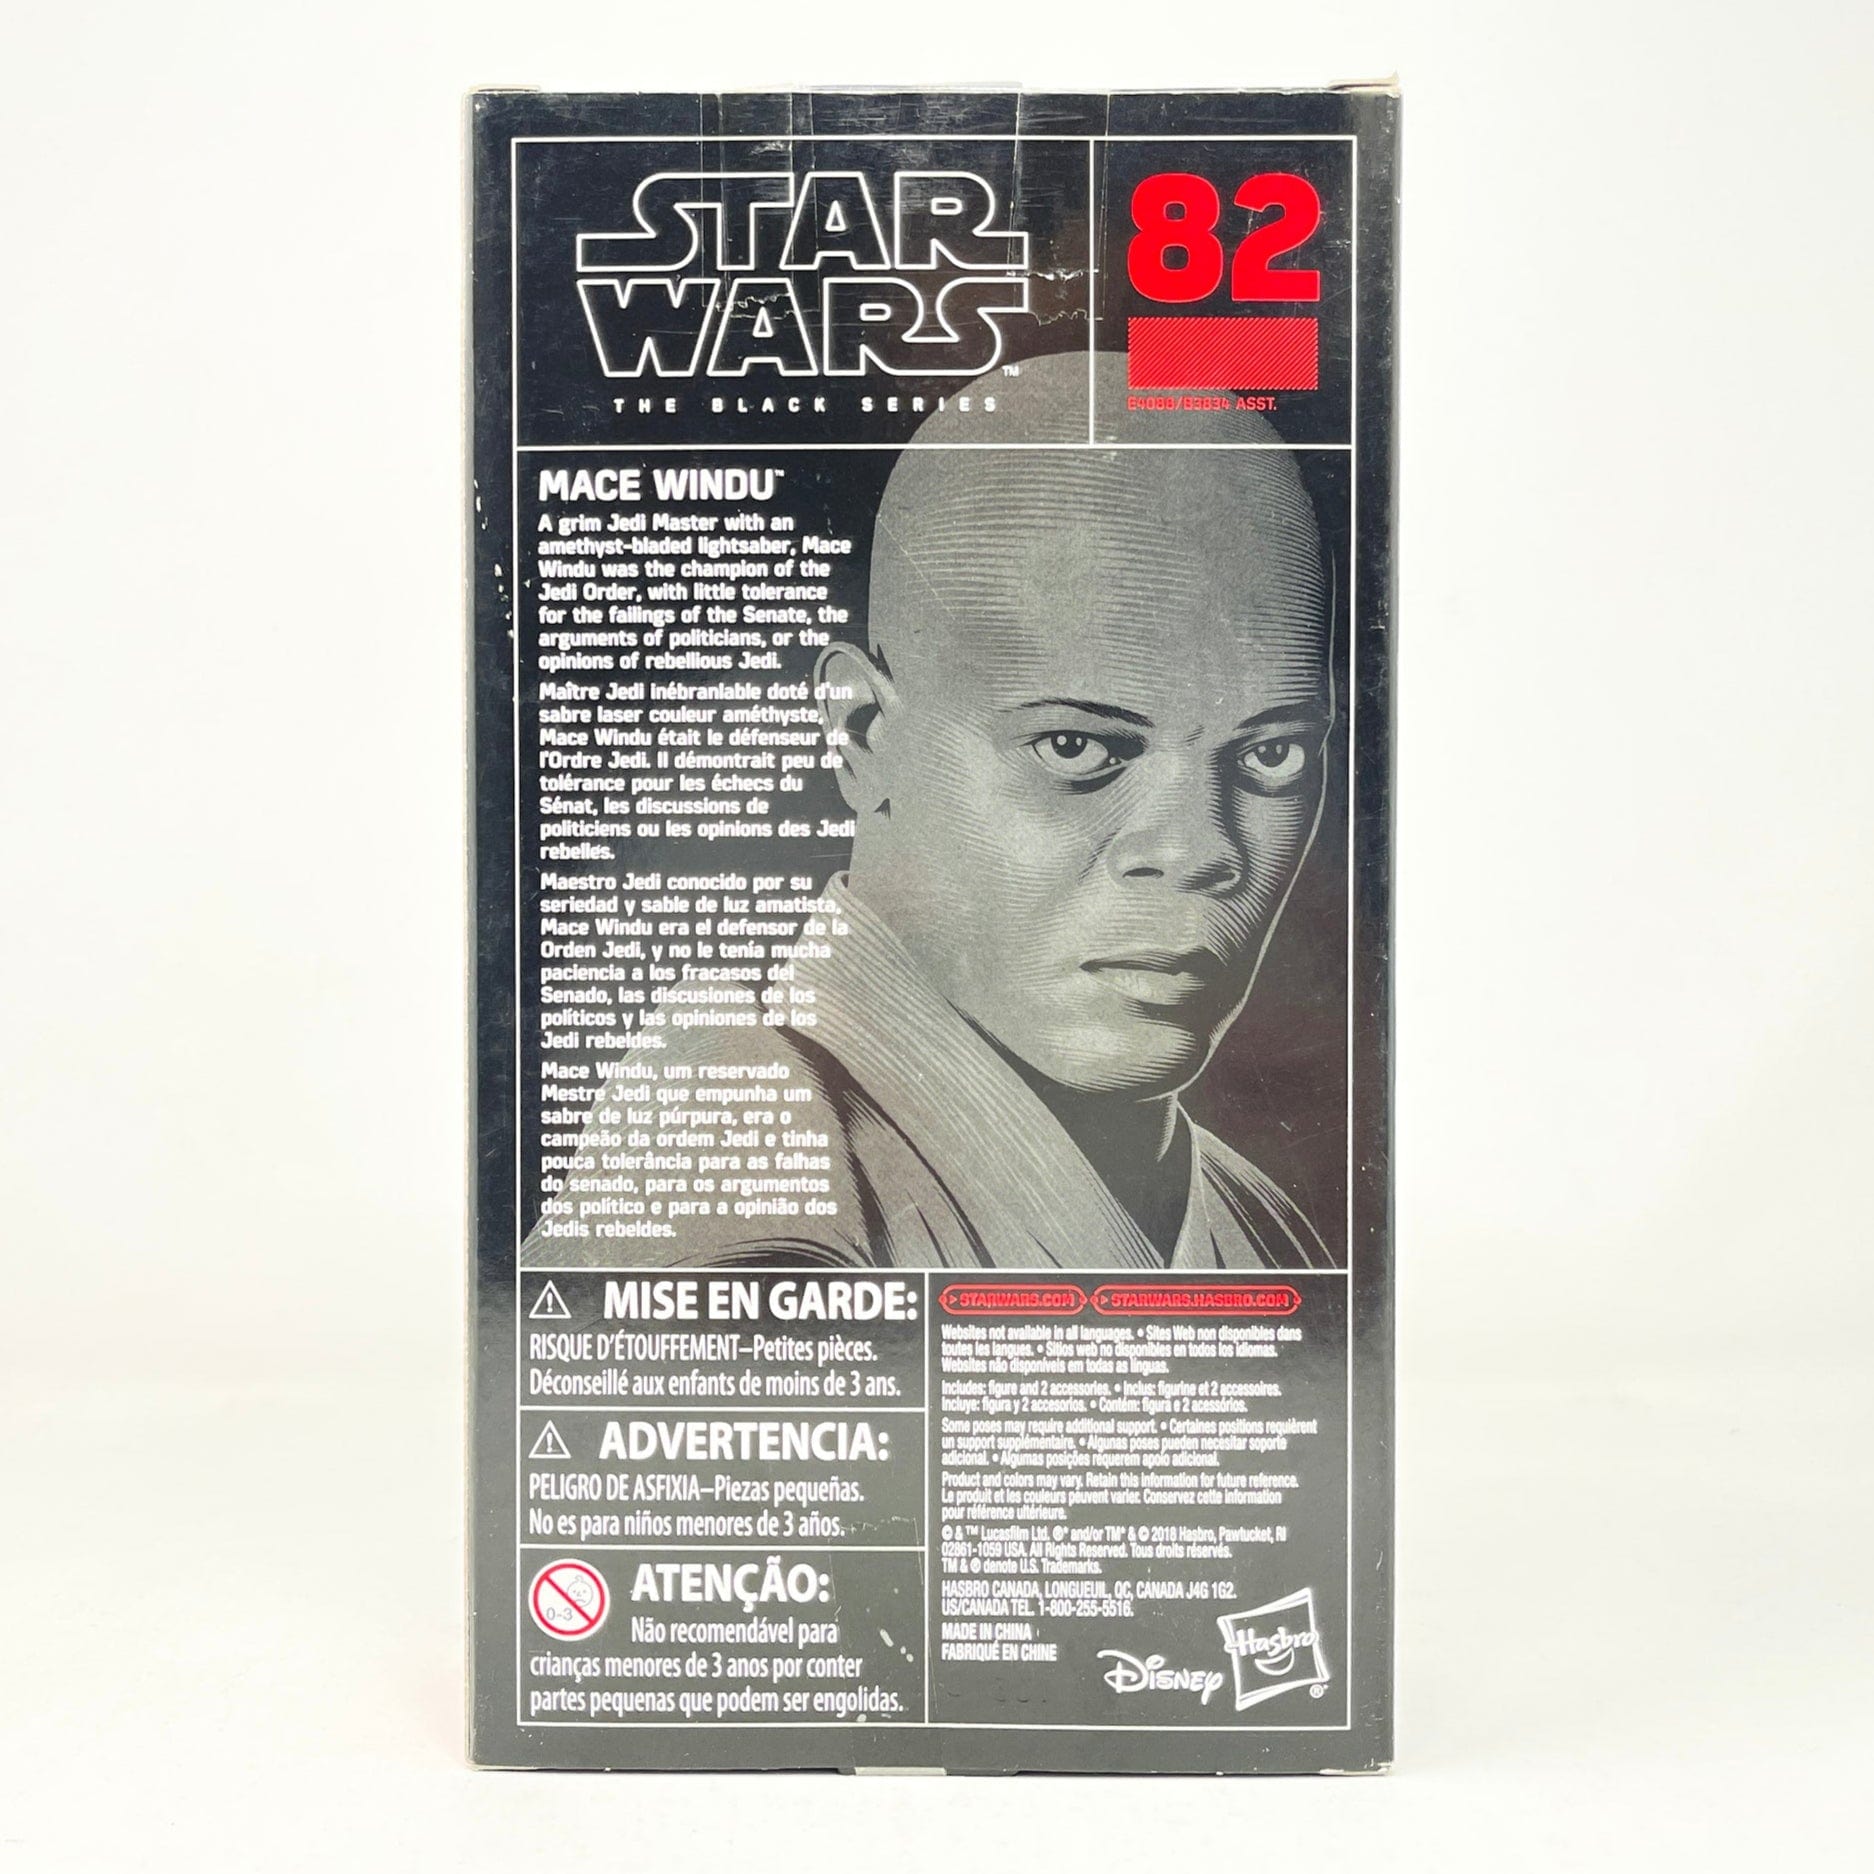 STAR
WARS™
THE BLACK SERIES
82
E4088/B3834 ASST.
MACE WINDU™
A grim Jedi Master with an
amethyst-bladed lightsaber, Mace
Windu was the champion of the
Jedi Order, with little tolerance
for the failings of the Senate, the
arguments of politicians, or the
opinions of rebellious Jedi.
Maître Jedi inébranlable doté d'un
sabre laser couleur améthyste,
Mace Windu était le défenseur de
l'Ordre Jedi. Il démontrait peu de
tolérance pour les échecs du
Sénat, les discussions de
politiciens ou les opinions des Jedi
rebelles.
Maestro Jedi conocido por su
seriedad y sable de luz amatista,
Mace Windu era el defensor de la
Orden Jedi, y no le tenía mucha
paciencia a los fracasos del
Senado, las discusiones de los
políticos y las opiniones de los
Jedi rebeldes.
Mace Windu, um reservado
Mestre Jedi que empunha um
sabre de luz púrpura, era o
campeão da ordem Jedi e tinha
pouca tolerância para as falhas
do senado, para os argumentos
dos político e para a opinião dos
Jedis rebeldes.
MISE EN GARDE:
RISQUE D'ÉTOUFFEMENT–Petites pièces.
Déconseillé aux enfants de moins de 3 ans.
ADVERTENCIA:
PELIGRO DE ASFIXIA–Piezas pequeñas.
No es para niños menores de 3 años.
0-3
ATENÇÃO:
Não recomendável para
crianças menores de 3 anos por conter
partes pequenas que podem ser engolidas.
STARWARS.COM STARWARS.HASBRO.COM
Websites not available in all languages. • Sites Web non disponibles dans
toutes les langues. • Sitios web no disponibles en todos los idiomas.
Websites não disponíveis em todas as línguas.
Includes: figure and 2 accessories. • Inclus: figurine et 2 accessoires.
Incluye: figura y 2 accesorios. • Contém: figura e 2 acessórios.
Some poses may require additional support. • Certaines positions requièrent
un support supplémentaire. • Algunas poses pueden necesitar soporte
adicional. • Algumas posições requerem apoio adicional.
Product and colors may vary. Retain this information for future reference.
Le produit et les couleurs peuvent varier. Conservez cette information
pour référence ultérieure.
© & ™ Lucasfilm Ltd. ®* and/or TM* & © 2018 Hasbro, Pawtucket, RI
02861-1059 USA. All Rights Reserved. Tous droits réservés.
TM & ® denote U.S. Trademarks.
HASBRO CANADA, LONGUEUIL, QC, CANADA J4G 1G2.
US/CANADA TEL. 1-800-255-5516.
MADE IN CHINA
FABRIQUÉ EN CHINE
Disney
Hasbro
®*